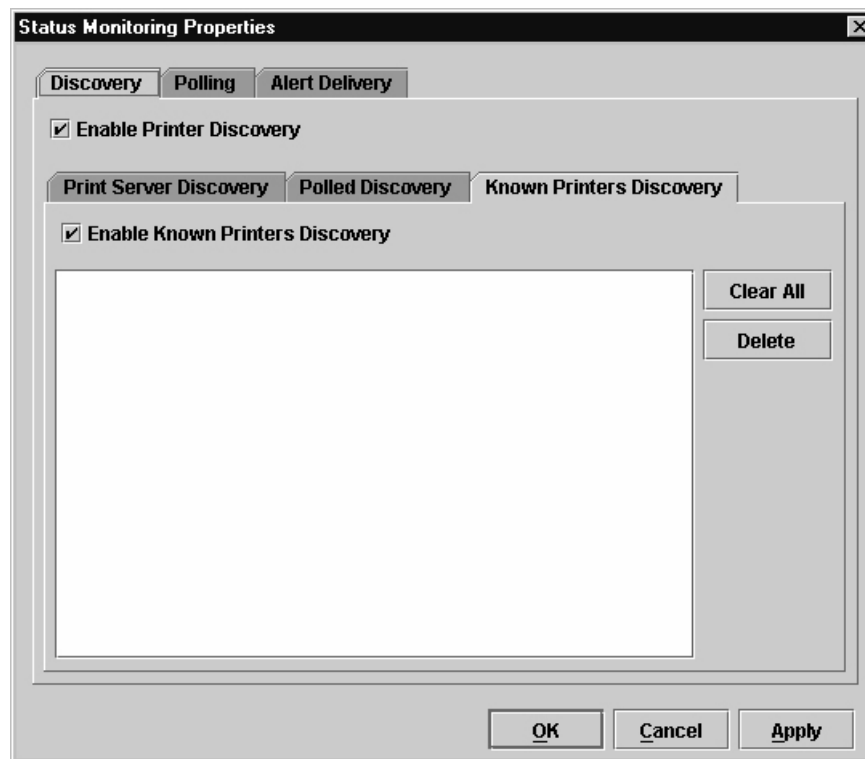 Status Monitoring Properties
Discovery Polling Alert Delivery
Enable Printer Discovery
Print Server Discovery Polled Discovery Known Printers Discovery
Enable Known Printers Discovery
Clear All
Delete
OK Cancel Apply